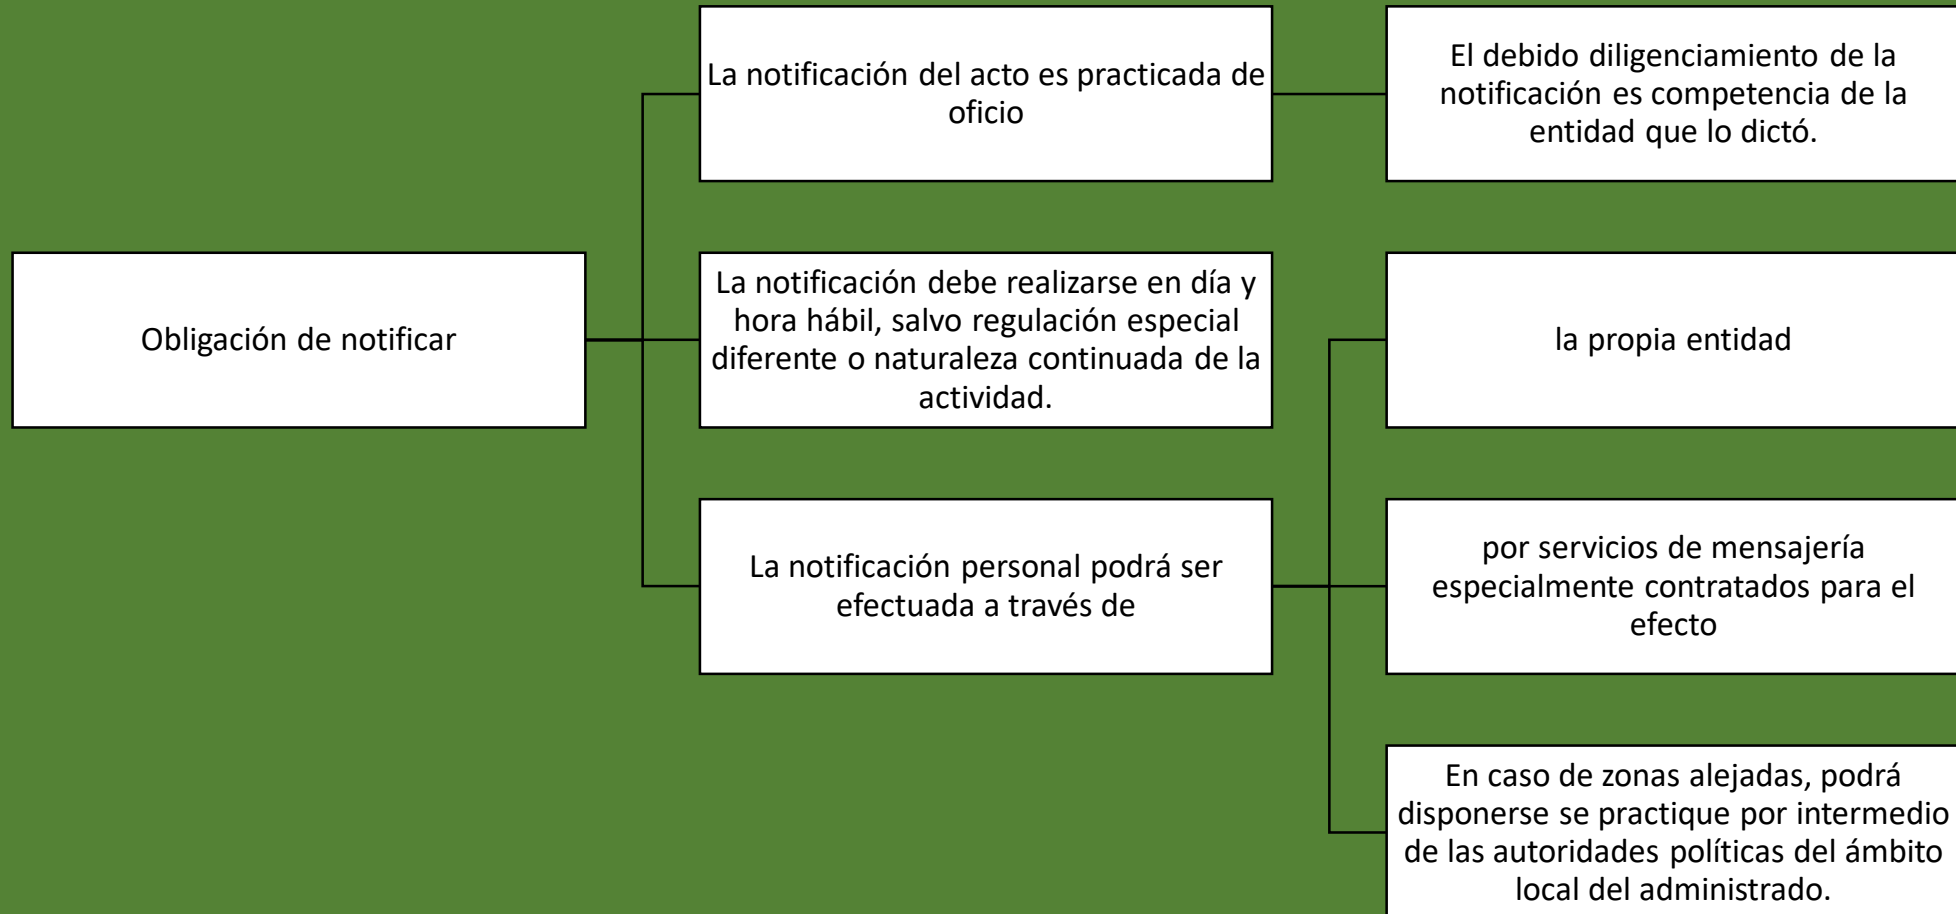 Obligación de notificar
La notificación del acto es practicada de
oficio
El debido diligenciamiento de la
notificación es competencia de la
entidad que lo dictó.
La notificación debe realizarse en día y
hora hábil, salvo regulación especial
diferente o naturaleza continuada de la
actividad.
La notificación personal podrá ser
efectuada a través de
la propia entidad
por servicios de mensajería
especialmente contratados para el
efecto
En caso de zonas alejadas, podrá
disponerse se practique por intermedio
de las autoridades políticas del ámbito
local del administrado.